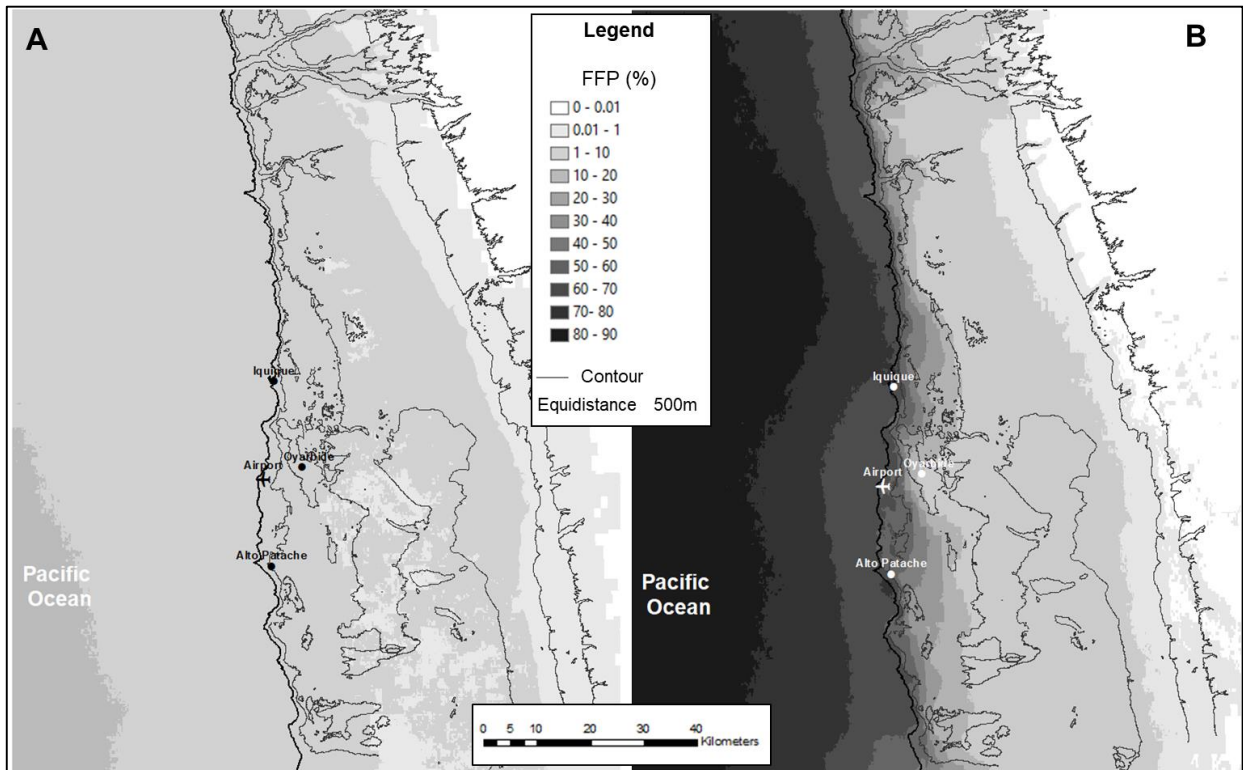 A
B
Legend
FFP (%)
0 - 0.01
0.01 - 1
1 - 10
10 - 20
20 - 30
30 - 40
40 - 50
50 - 60
60 - 70
70- 80
80 - 90
Contour
Equidistance 500m
Iquique
Oyarbide
Airport
Alto Patache
Pacific
Ocean
Iquique
Oyarbide
Airport
Alto Patache
Pacific
Ocean
0 5 10 20 30 40
Kilometers